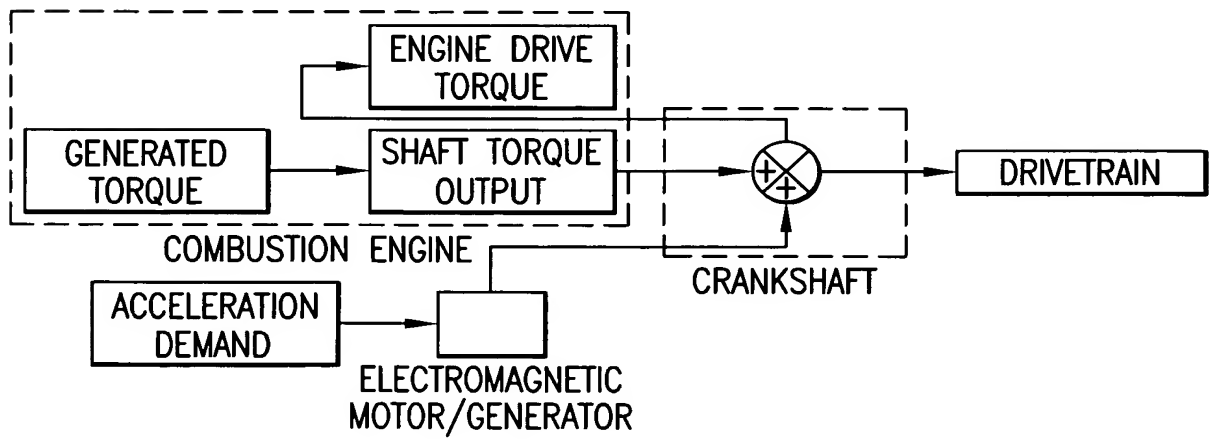 ENGINE DRIVE
TORQUE
GENERATED
TORQUE
SHAFT TORQUE
OUTPUT
+
+
DRIVETRAIN
COMBUSTION ENGINE
CRANKSHAFT
ACCELERATION
DEMAND
ELECTROMAGNETIC
MOTOR/GENERATOR